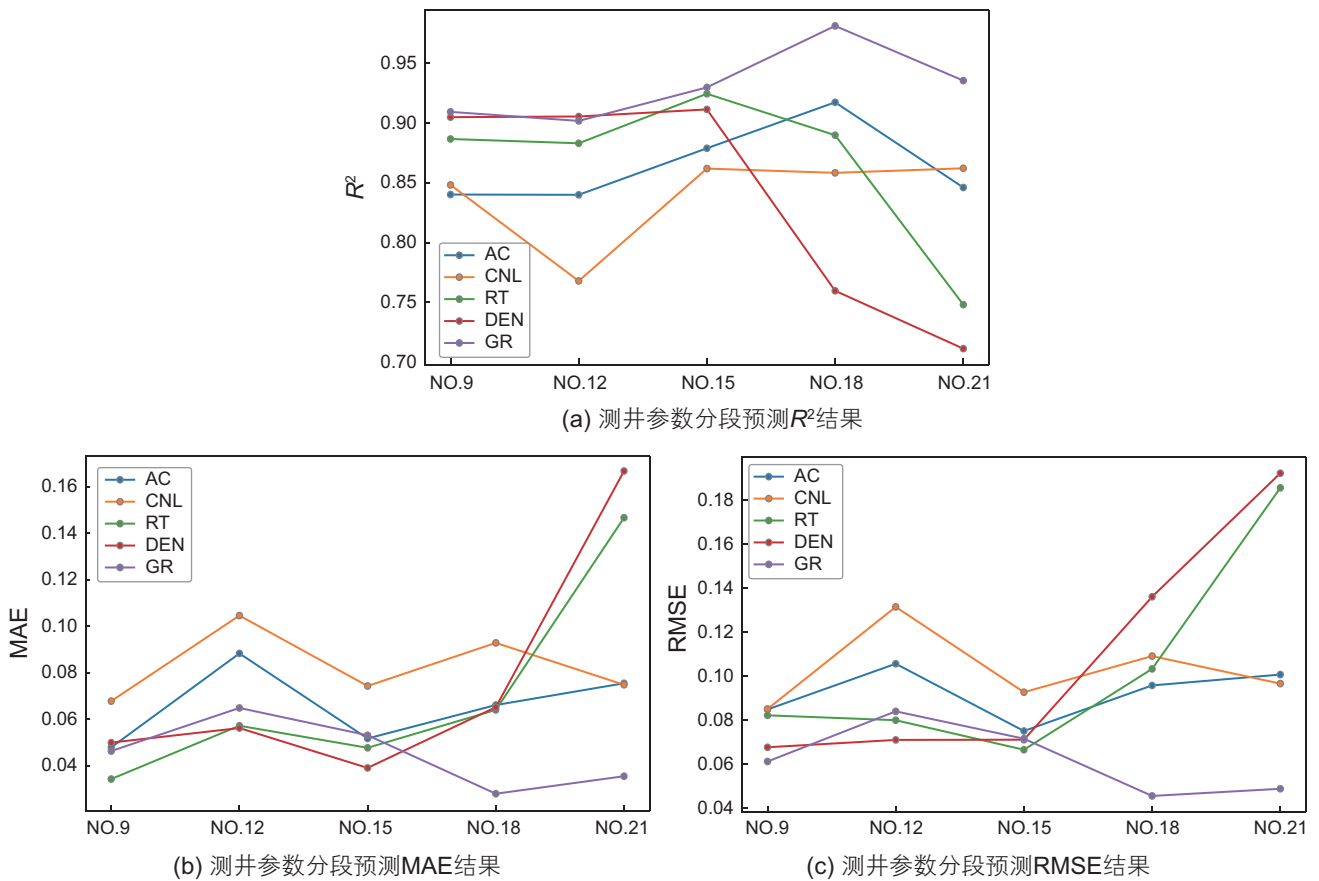 0.95
0.90
0.85
0.80
0.75
0.70
R²
AC
CNL
RT
DEN
GR
NO.9 NO.12 NO.15 NO.18 NO.21
(a) 测井参数分段预测R²结果
0.16
0.14
0.12
0.10
0.08
0.06
0.04
MAE
AC
CNL
RT
DEN
GR
NO.9 NO.12 NO.15 NO.18 NO.21
(b) 测井参数分段预测MAE结果
0.18
0.16
0.14
0.12
0.10
0.08
0.06
0.04
RMSE
AC
CNL
RT
DEN
GR
NO.9 NO.12 NO.15 NO.18 NO.21
(c) 测井参数分段预测RMSE结果